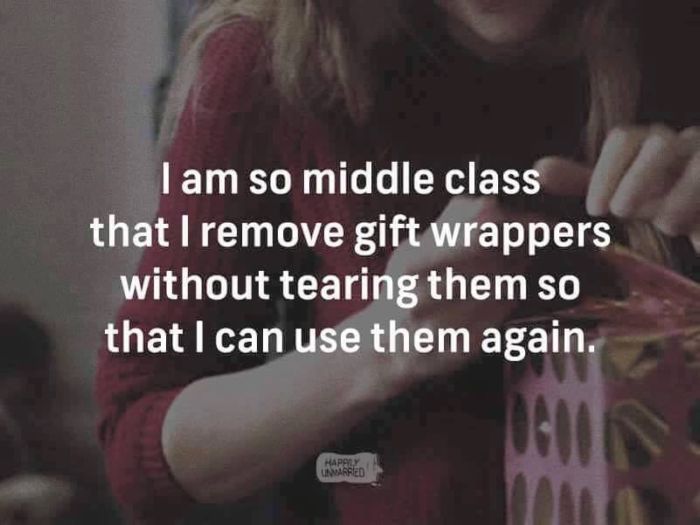 I am so middle class
that I remove gift wrappers
without tearing them so
that I can use them again.
HAPPILY
UNMARRIED